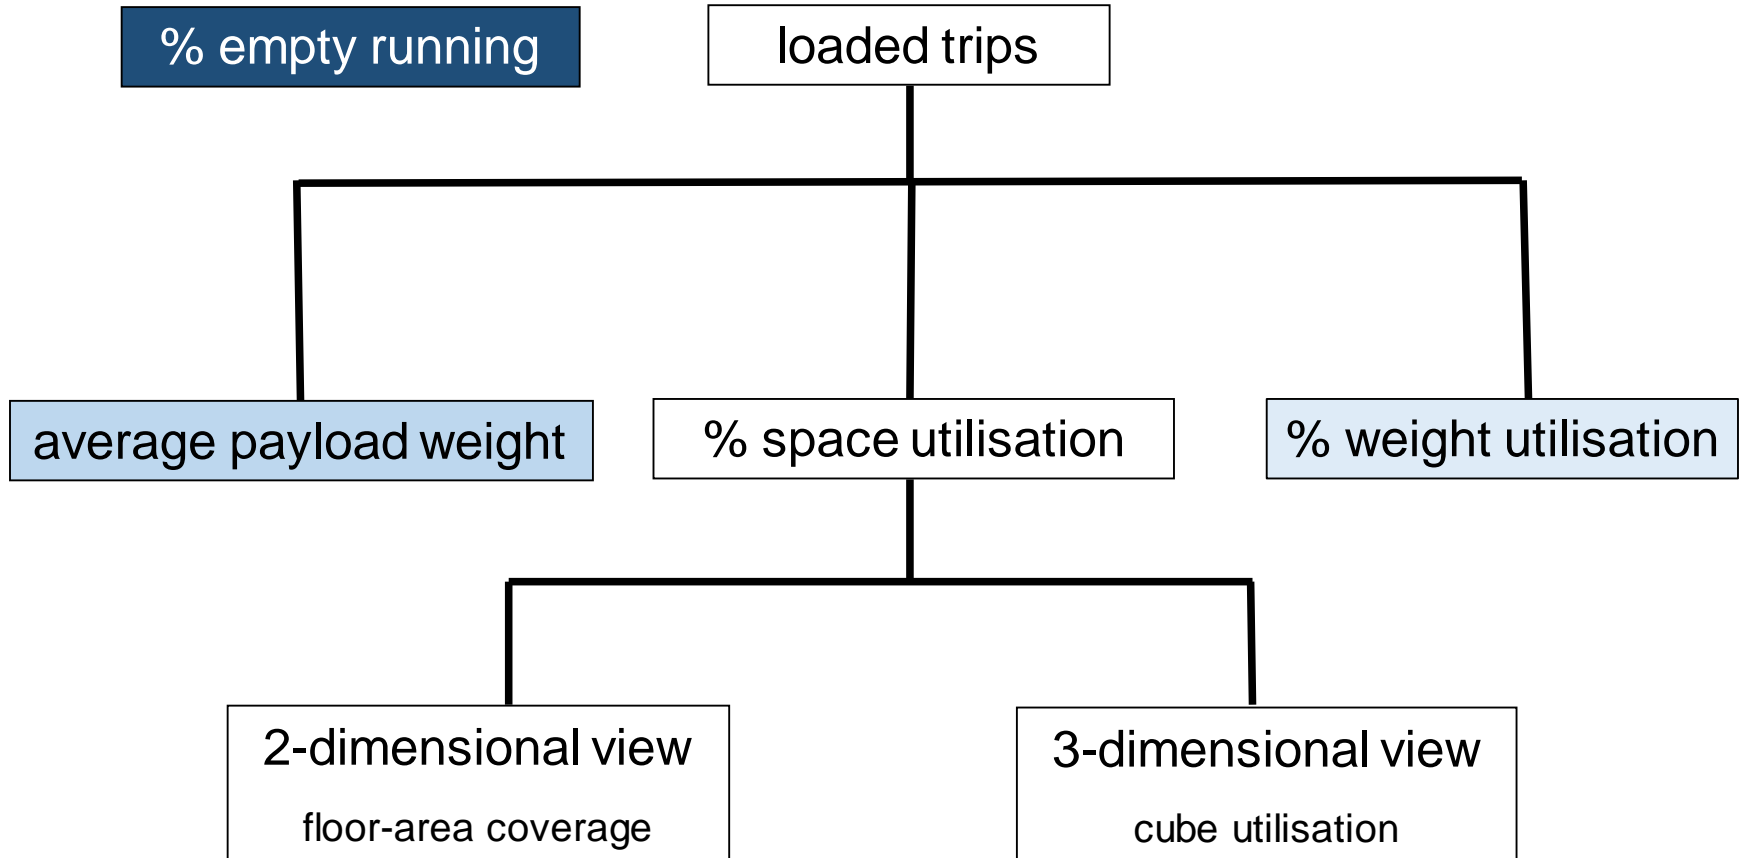 % empty running
loaded trips
average payload weight
% space utilisation
% weight utilisation
2-dimensional view
floor-area coverage
3-dimensional view
cube utilisation